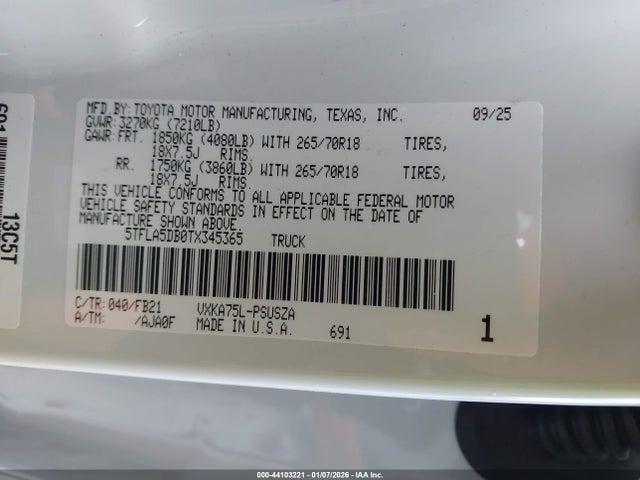 MFD.BY:TOYOTA MOTOR MANUFACTURING, TEXAS, INC. 09/25
GVWR:3270KG (7210LB)
GAWR:FRT. 1850KG (4080LB) WITH 265/70R18 TIRES,
18X7.5J RIMS.
RR. 1750KG (3860LB) WITH 265/70R18 TIRES,
18X7.5J RIMS.
THIS VEHICLE CONFORMS TO ALL APPLICABLE FEDERAL MOTOR
VEHICLE SAFETY STANDARDS IN EFFECT ON THE DATE OF
MANUFACTURE SHOWN ABOVE.
5TFLA5DB0TX345365 TRUCK
C/TR:040/FB21 VXKA75L-PSUSZA
A/TM: /AJA0F MADE IN U.S.A. 691 1
13C5T
000-44103221 - 01/07/2026 - IAA Inc.